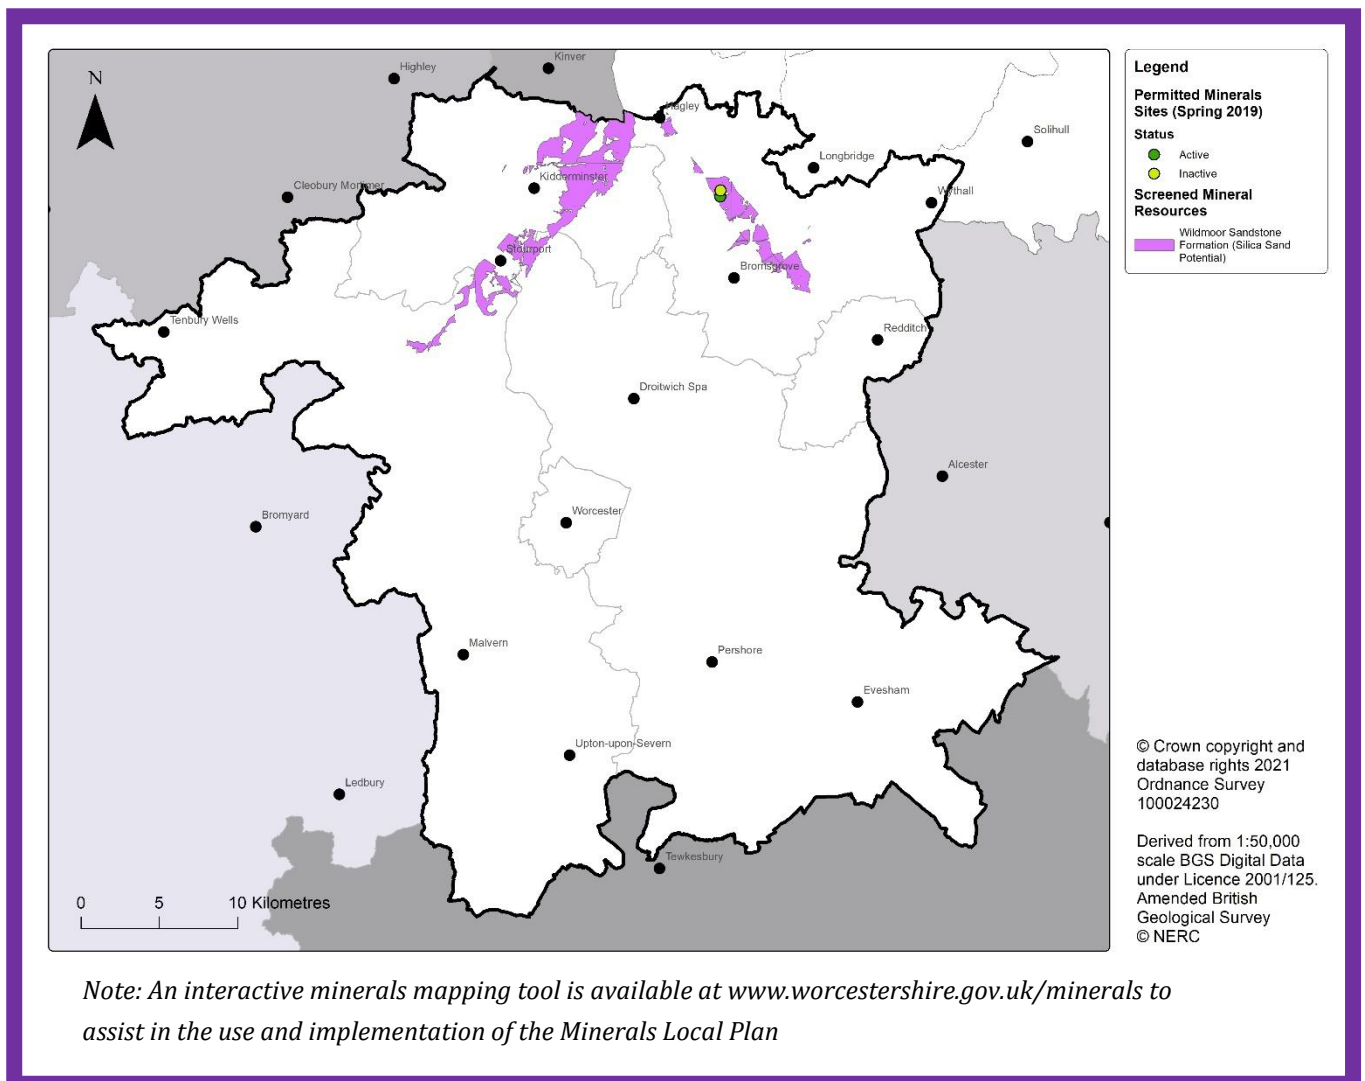 N
Highley
Kinver
Hagley
Solihull
Longbridge
Cleobury Mortimer
Kidderminster
Wythall
Stourport
Bromsgrove
Tenbury Wells
Redditch
Droitwich Spa
Alcester
Worcester
Bromyard
Malvern
Pershore
Evesham
Upton-upon-Severn
Ledbury
Tewkesbury
0 5 10 Kilometres
Legend
Permitted Minerals
Sites (Spring 2019)
Status
Active
Inactive
Screened Mineral
Resources
Wildmoor Sandstone
Formation (Silica Sand
Potential)
© Crown copyright and
database rights 2021
Ordnance Survey
100024230
Derived from 1:50,000
scale BGS Digital Data
under Licence 2001/125.
Amended British
Geological Survey
© NERC
Note: An interactive minerals mapping tool is available at www.worcestershire.gov.uk/minerals to
assist in the use and implementation of the Minerals Local Plan